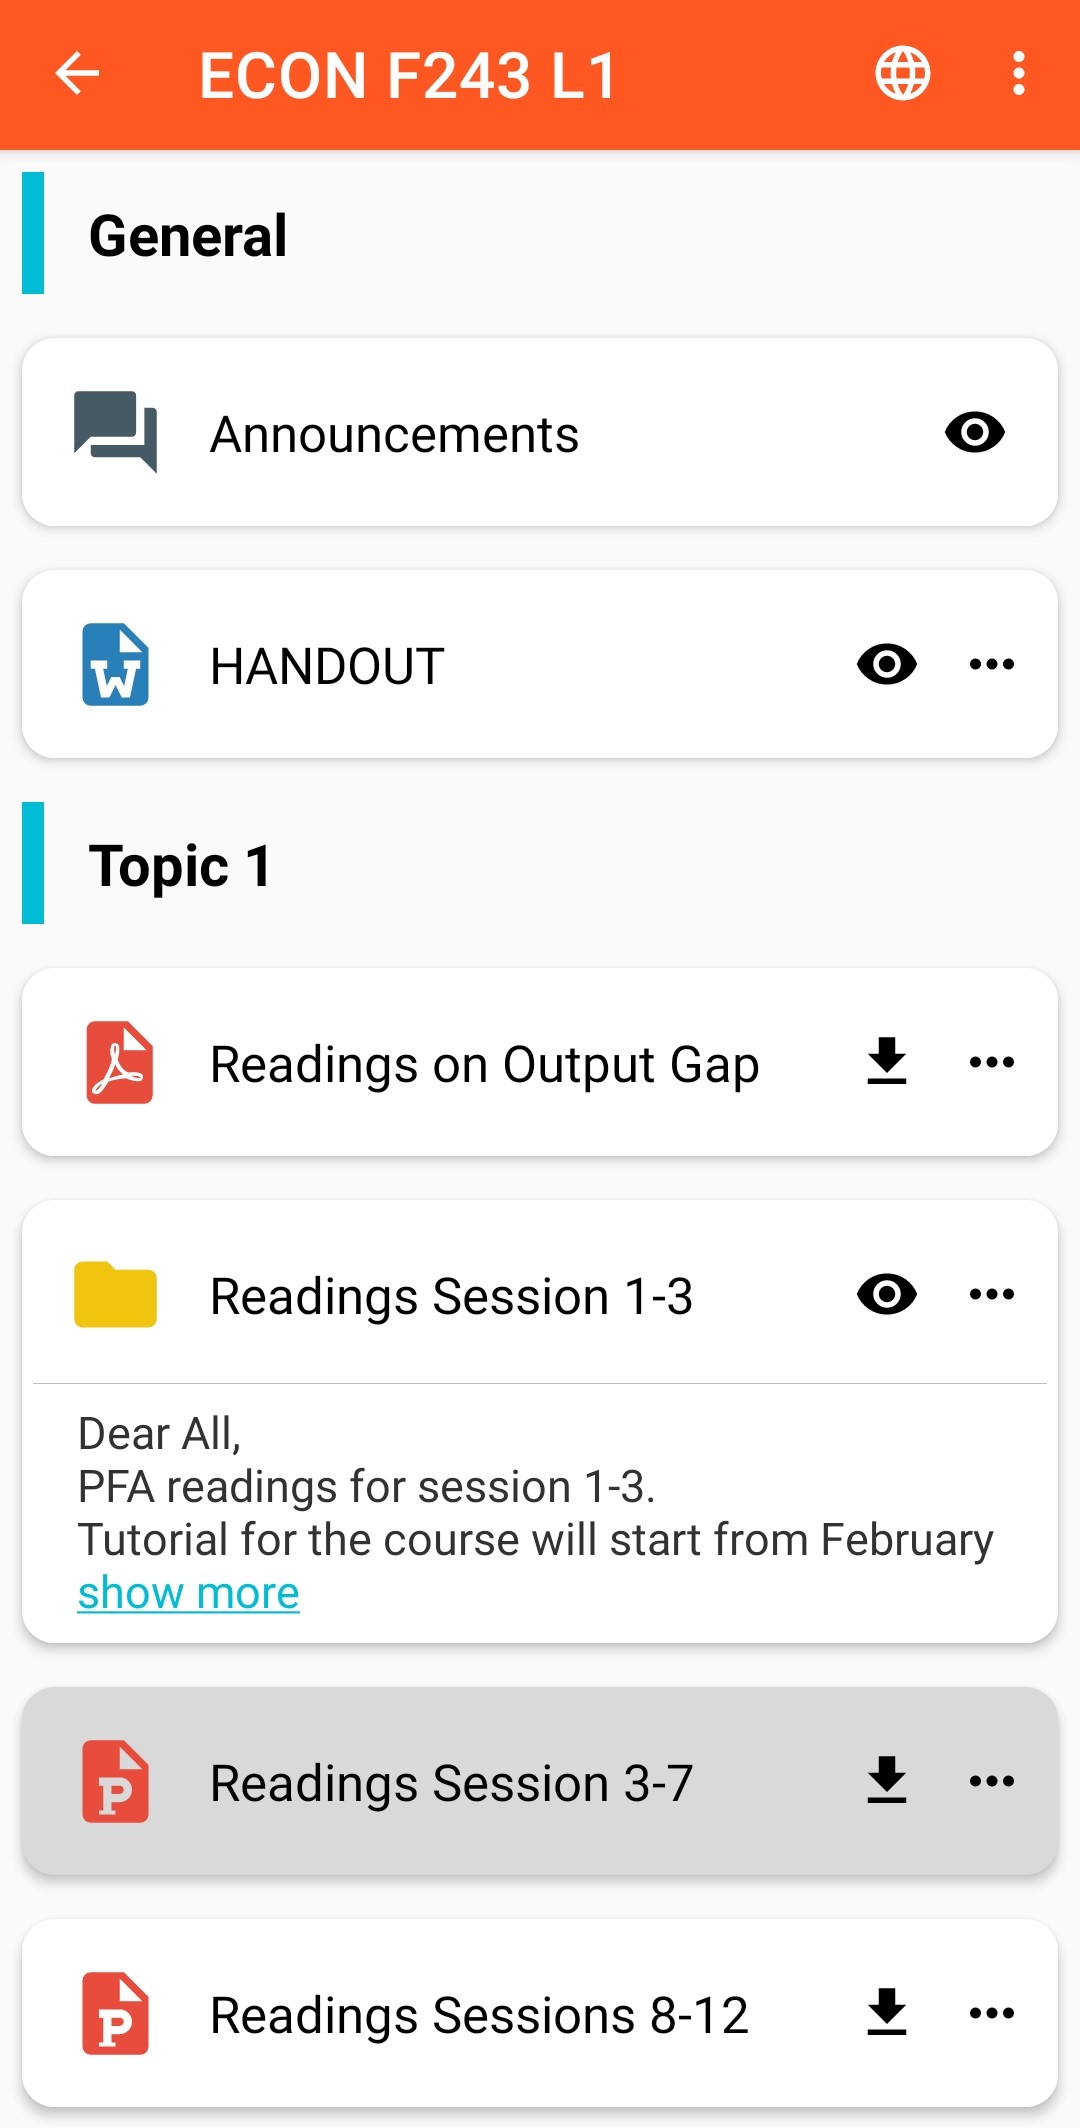 ECON F243 L1
General
Announcements
HANDOUT
Topic 1
Readings on Output Gap
Readings Session 1-3
Dear All,
PFA readings for session 1-3.
Tutorial for the course will start from February
show more
Readings Session 3-7
Readings Sessions 8-12